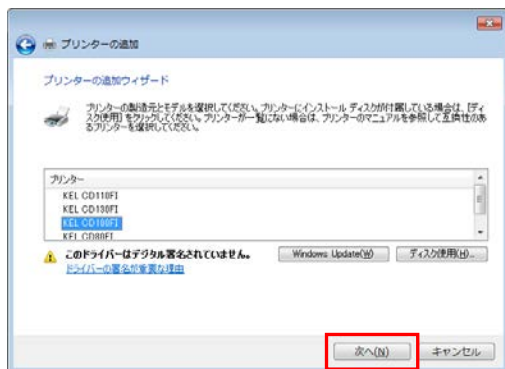 プリンターの追加
プリンターの追加ウィザード
プリンターの製造元とモデルを選択してください。プリンターにインストール ディスクが付属している場合は、[ディ
スク使用] をクリックしてください。プリンターが一覧にない場合は、プリンターのマニュアルを参照して互換性のあ
るプリンターを選択してください。
プリンター
KEL CD110FI
KEL CD130FI
KEL CD180FI
KEL CD80FI
このドライバーはデジタル署名されていません。
Windows Update(W)
ディスク使用(H)...
ドライバーの署名が重要な理由
次へ(N)
キャンセル